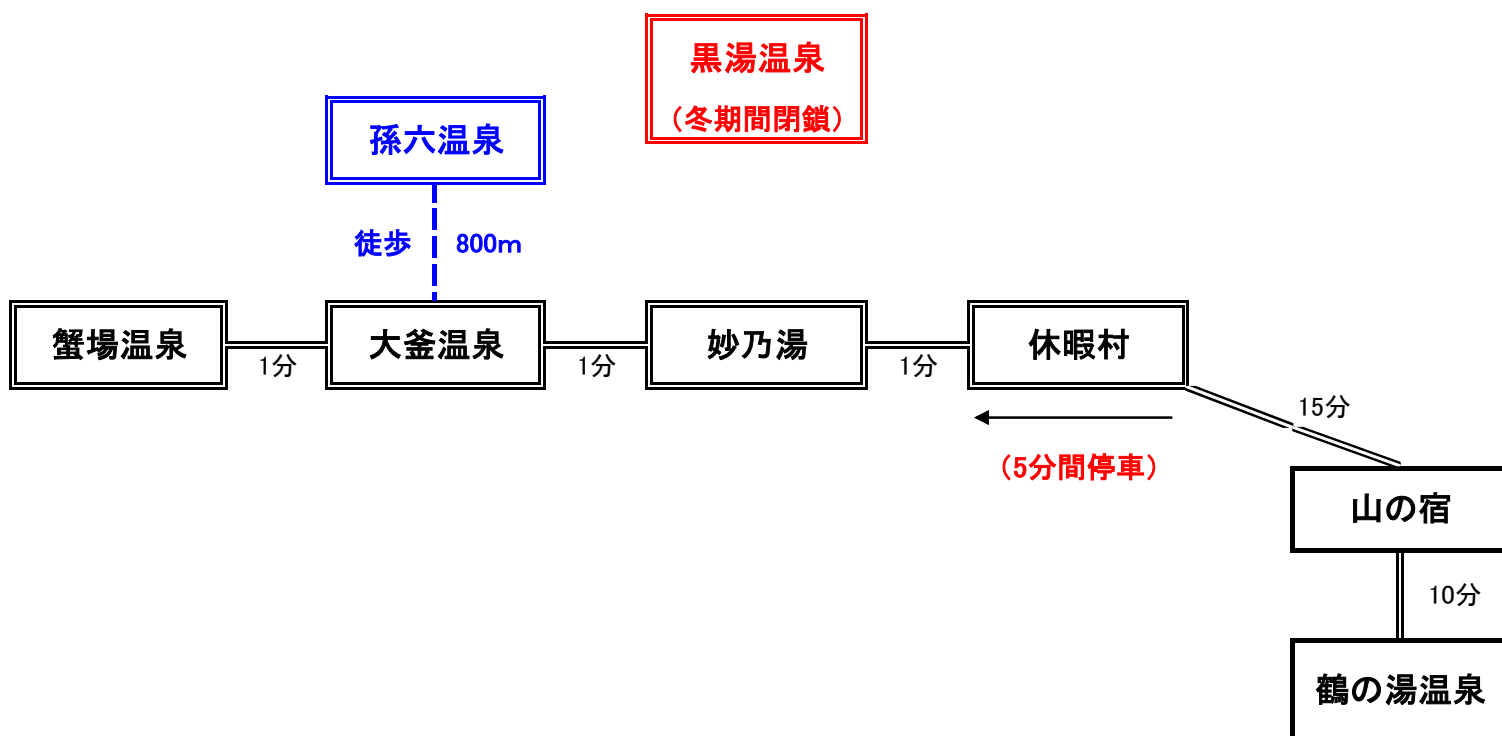 黒湯温泉
（冬期間閉鎖）
孫六温泉
徒歩 800m
蟹場温泉
1分
大釜温泉
1分
妙乃湯
1分
休暇村
15分
（5分間停車）
山の宿
10分
鶴の湯温泉